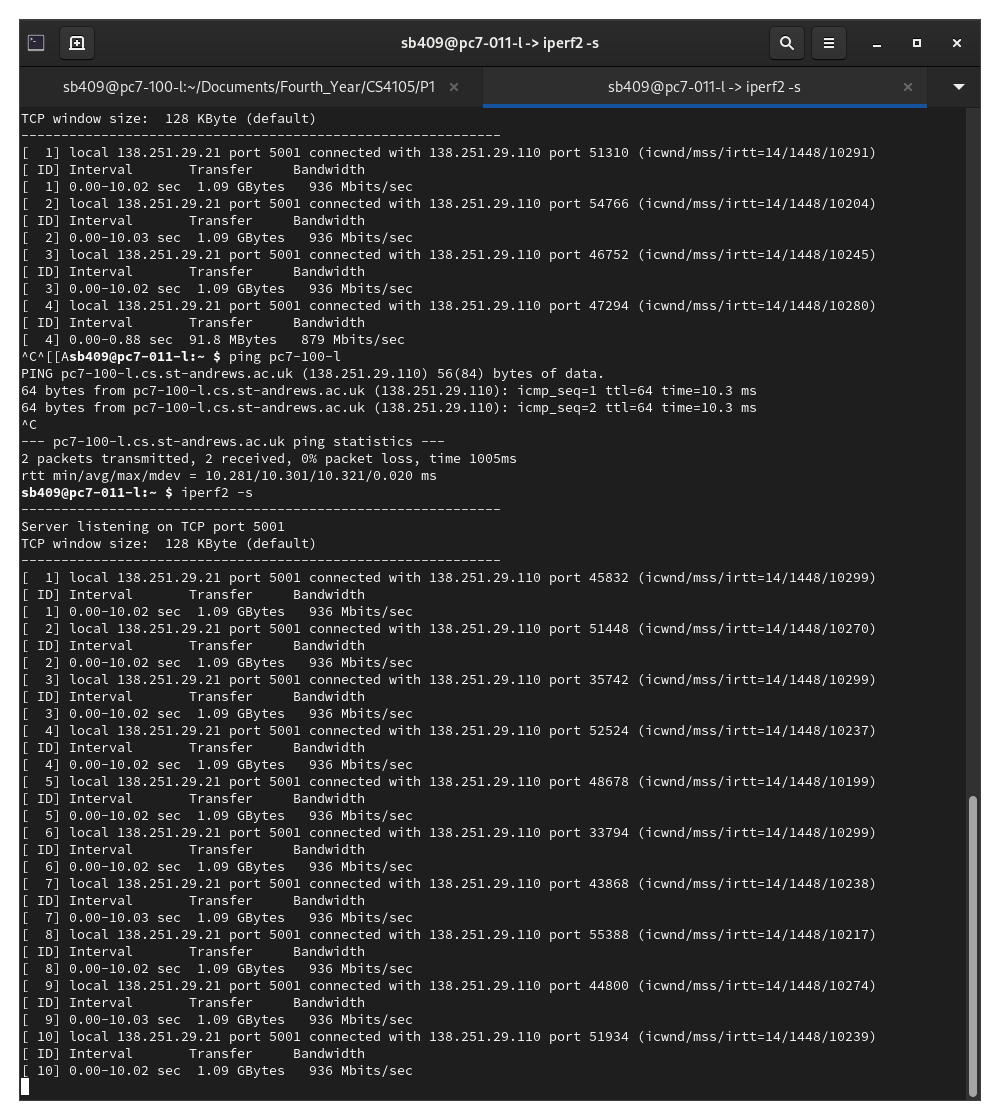 sb409@pc7-011-l -> iperf2 -s
sb409@pc7-100-l:~/Documents/Fourth_Year/CS4105/P1 × sb409@pc7-011-l -> iperf2 -s ×
TCP window size:  128 KByte (default)
------------------------------------------------------------
[  1] local 138.251.29.21 port 5001 connected with 138.251.29.110 port 51310 (icwnd/mss/irtt=14/1448/10291)
[ ID] Interval       Transfer     Bandwidth
[  1] 0.00-10.02 sec  1.09 GBytes   936 Mbits/sec
[  2] local 138.251.29.21 port 5001 connected with 138.251.29.110 port 54766 (icwnd/mss/irtt=14/1448/10204)
[ ID] Interval       Transfer     Bandwidth
[  2] 0.00-10.03 sec  1.09 GBytes   936 Mbits/sec
[  3] local 138.251.29.21 port 5001 connected with 138.251.29.110 port 46752 (icwnd/mss/irtt=14/1448/10245)
[ ID] Interval       Transfer     Bandwidth
[  3] 0.00-10.02 sec  1.09 GBytes   936 Mbits/sec
[  4] local 138.251.29.21 port 5001 connected with 138.251.29.110 port 47294 (icwnd/mss/irtt=14/1448/10280)
[ ID] Interval       Transfer     Bandwidth
[  4] 0.00-0.88 sec  91.8 MBytes   879 Mbits/sec
^C^[[Asb409@pc7-011-l:~ $ ping pc7-100-l
PING pc7-100-l.cs.st-andrews.ac.uk (138.251.29.110) 56(84) bytes of data.
64 bytes from pc7-100-l.cs.st-andrews.ac.uk (138.251.29.110): icmp_seq=1 ttl=64 time=10.3 ms
64 bytes from pc7-100-l.cs.st-andrews.ac.uk (138.251.29.110): icmp_seq=2 ttl=64 time=10.3 ms
^C
--- pc7-100-l.cs.st-andrews.ac.uk ping statistics ---
2 packets transmitted, 2 received, 0% packet loss, time 1005ms
rtt min/avg/max/mdev = 10.281/10.301/10.321/0.020 ms
sb409@pc7-011-l:~ $ iperf2 -s
------------------------------------------------------------
Server listening on TCP port 5001
TCP window size:  128 KByte (default)
------------------------------------------------------------
[  1] local 138.251.29.21 port 5001 connected with 138.251.29.110 port 45832 (icwnd/mss/irtt=14/1448/10299)
[ ID] Interval       Transfer     Bandwidth
[  1] 0.00-10.02 sec  1.09 GBytes   936 Mbits/sec
[  2] local 138.251.29.21 port 5001 connected with 138.251.29.110 port 51448 (icwnd/mss/irtt=14/1448/10270)
[ ID] Interval       Transfer     Bandwidth
[  2] 0.00-10.02 sec  1.09 GBytes   936 Mbits/sec
[  3] local 138.251.29.21 port 5001 connected with 138.251.29.110 port 35742 (icwnd/mss/irtt=14/1448/10299)
[ ID] Interval       Transfer     Bandwidth
[  3] 0.00-10.02 sec  1.09 GBytes   936 Mbits/sec
[  4] local 138.251.29.21 port 5001 connected with 138.251.29.110 port 52524 (icwnd/mss/irtt=14/1448/10237)
[ ID] Interval       Transfer     Bandwidth
[  4] 0.00-10.02 sec  1.09 GBytes   936 Mbits/sec
[  5] local 138.251.29.21 port 5001 connected with 138.251.29.110 port 48678 (icwnd/mss/irtt=14/1448/10199)
[ ID] Interval       Transfer     Bandwidth
[  5] 0.00-10.02 sec  1.09 GBytes   936 Mbits/sec
[  6] local 138.251.29.21 port 5001 connected with 138.251.29.110 port 33794 (icwnd/mss/irtt=14/1448/10299)
[ ID] Interval       Transfer     Bandwidth
[  6] 0.00-10.02 sec  1.09 GBytes   936 Mbits/sec
[  7] local 138.251.29.21 port 5001 connected with 138.251.29.110 port 43868 (icwnd/mss/irtt=14/1448/10238)
[ ID] Interval       Transfer     Bandwidth
[  7] 0.00-10.03 sec  1.09 GBytes   936 Mbits/sec
[  8] local 138.251.29.21 port 5001 connected with 138.251.29.110 port 55388 (icwnd/mss/irtt=14/1448/10217)
[ ID] Interval       Transfer     Bandwidth
[  8] 0.00-10.02 sec  1.09 GBytes   936 Mbits/sec
[  9] local 138.251.29.21 port 5001 connected with 138.251.29.110 port 44800 (icwnd/mss/irtt=14/1448/10274)
[ ID] Interval       Transfer     Bandwidth
[  9] 0.00-10.03 sec  1.09 GBytes   936 Mbits/sec
[ 10] local 138.251.29.21 port 5001 connected with 138.251.29.110 port 51934 (icwnd/mss/irtt=14/1448/10239)
[ ID] Interval       Transfer     Bandwidth
[ 10] 0.00-10.02 sec  1.09 GBytes   936 Mbits/sec